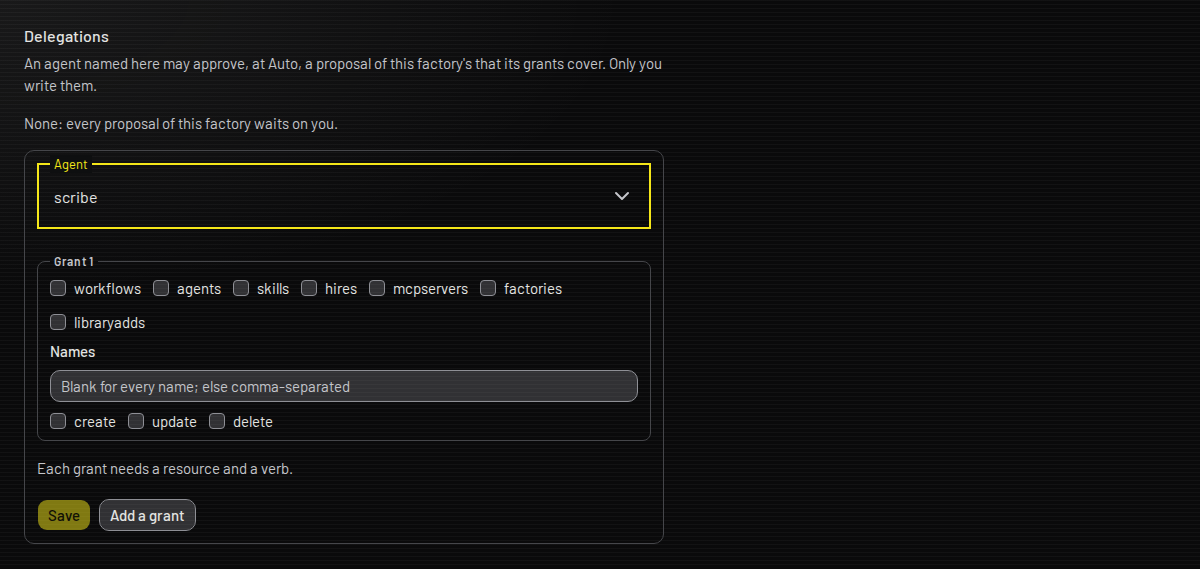 Delegations
An agent named here may approve, at Auto, a proposal of this factory's that its grants cover. Only you
write them.
None: every proposal of this factory waits on you.
Agent
scribe
Grant 1
workflows agents skills hires mcpservers factories
libraryadds
Names
Blank for every name; else comma-separated
create update delete
Each grant needs a resource and a verb.
Save Add a grant